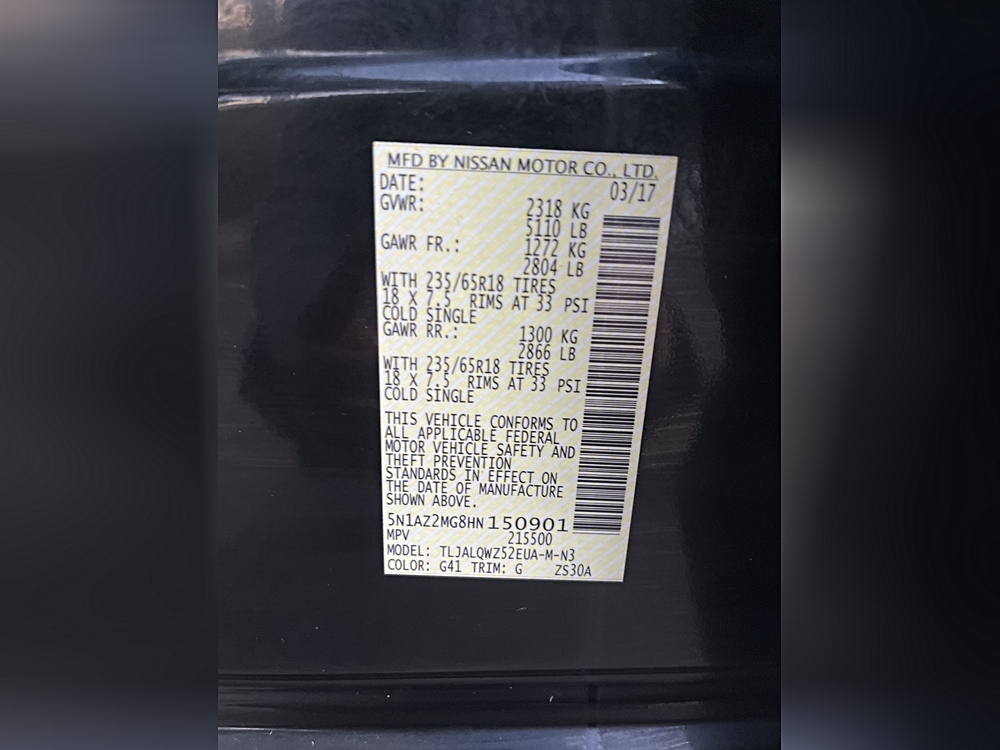 MFD BY NISSAN MOTOR CO., LTD.
DATE: 03/17
GVWR: 2318 KG
5110 LB
GAWR FR.: 1272 KG
2804 LB
WITH 235/65R18 TIRES
18 X 7.5 RIMS AT 33 PSI
COLD SINGLE
GAWR RR.: 1300 KG
2866 LB
WITH 235/65R18 TIRES
18 X 7.5 RIMS AT 33 PSI
COLD SINGLE
THIS VEHICLE CONFORMS TO
ALL APPLICABLE FEDERAL
MOTOR VEHICLE SAFETY AND
THEFT PREVENTION
STANDARDS IN EFFECT ON
THE DATE OF MANUFACTURE
SHOWN ABOVE.
5N1AZ2MG8HN150901
MPV 215500
MODEL: TLJALQWZ52EUA-M-N3
COLOR: G41 TRIM: G ZS30A